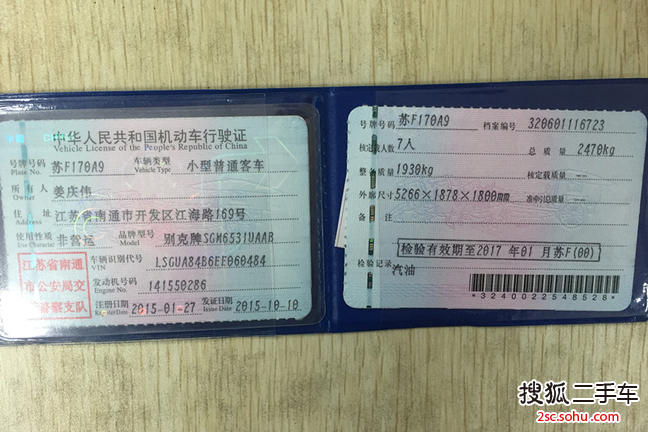 中华人民共和国机动车行驶证
Vehicle License of the People's Republic of China
号牌号码 苏F170A9 车辆类型 小型普通客车
Plate No. Vehicle Type
所有人 姜庆伟
Owner
住址 江苏省南通市开发区江海路169号
Address
使用性质 非营运 品牌型号 别克牌SGM6531UAAB
Use Character Model
江苏省南通
市公安局交
警察支队
车辆识别代号 LSGUA84B6EE060484
VIN
发动机号码 141550286
Engine No.
注册日期 2015-01-27 发证日期 2015-10-10
Register Date Issue Date
号牌号码 苏F170A9 档案编号 320601116723
核定载人数 7人 总质量 2470kg
整备质量 1930kg 核定载质量 --
外廓尺寸 5266×1878×1800mm 准牵引总质量 --
备注
检验有效期至2017年01月苏F(00)
检验记录
汽油
*3240022548528*
搜狐二手车
2sc.sohu.com